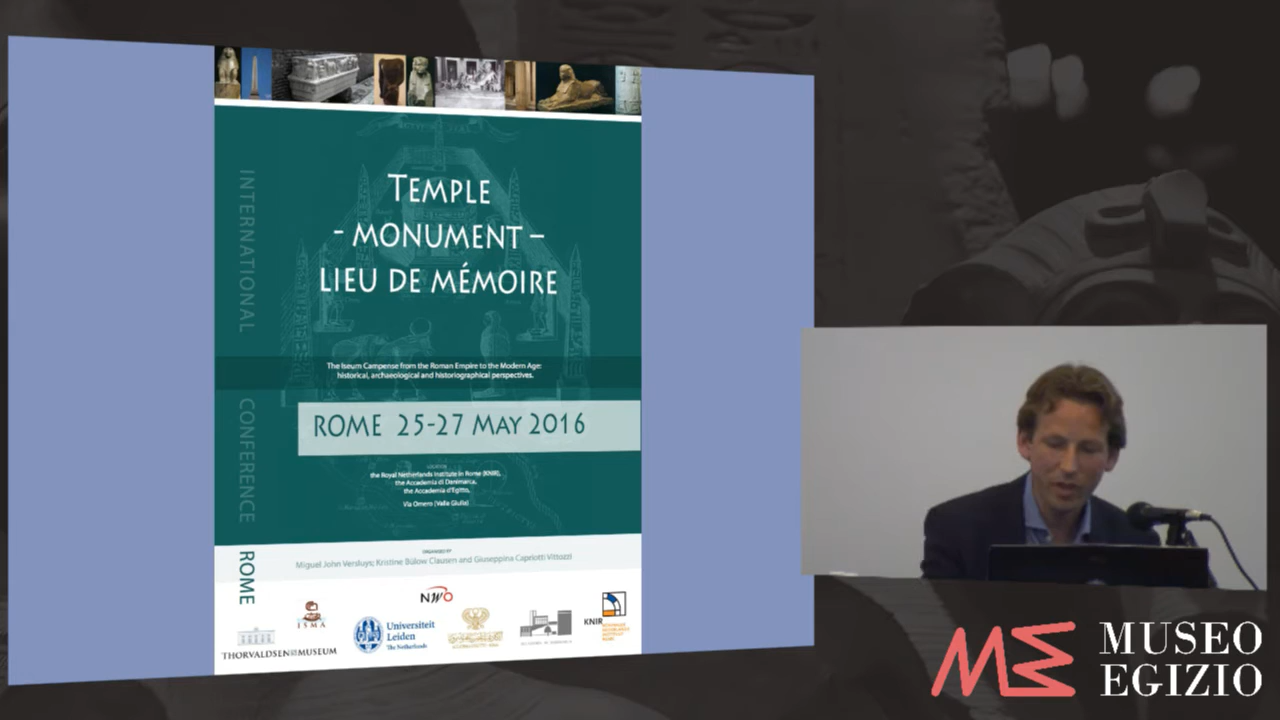 TEMPLE
- MONUMENT –
LIEU DE MÉMOIRE
The Iseum Campense from the Roman Empire to the Modern Age:
historical, archaeological and historiographical perspectives.
ROME 25-27 MAY 2016
LOCATION
the Royal Netherlands Institute in Rome (KNIR),
the Accademia di Danimarca,
the Accademia d'Egitto,
Via Omero (Valle Giulia)
INTERNATIONAL
CONFERENCE
ROME
ORGANISED BY
Miguel John Versluys; Kristine Bülow Clausen and Giuseppina Capriotti Vittozzi
NWO
ISMA
Universiteit
Leiden
The Netherlands
KNIR
THORVALDSENS MUSEUM
MUSEO
EGIZIO